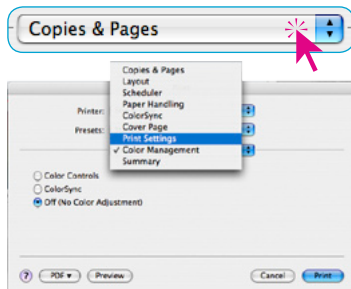 Copies & Pages
Copies & Pages
Layout
Scheduler
Paper Handling
ColorSync
Cover Page
Print Settings
✓ Color Management
Summary
Printer:
Presets:
Color Controls
ColorSync
Off (No Color Adjustment)
? PDF ▾ Preview Cancel Print